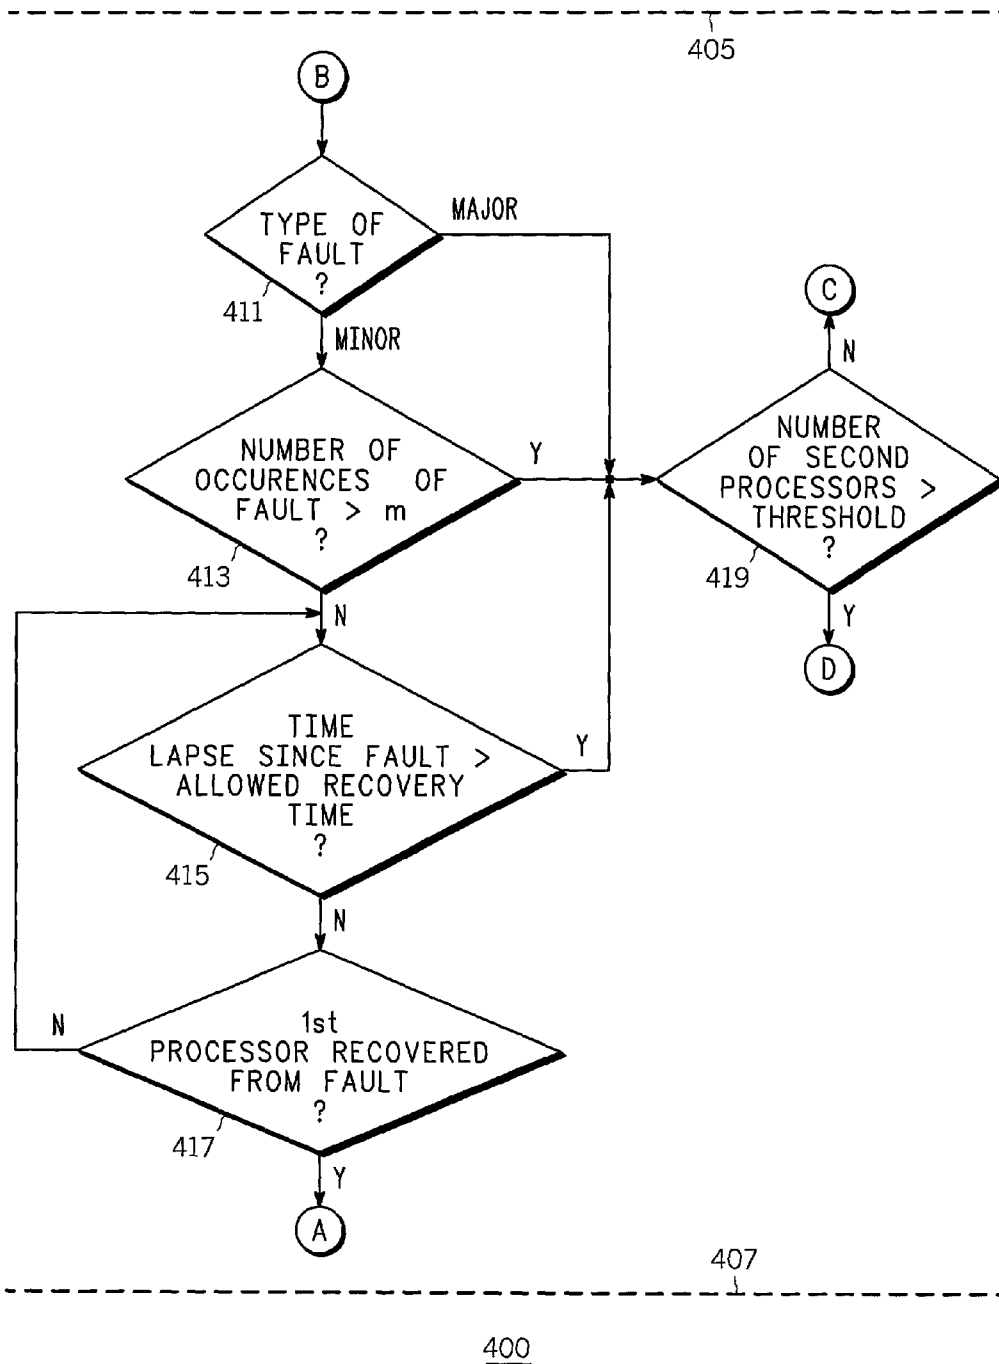 405
B
TYPE OF
FAULT
?
411
MAJOR
MINOR
NUMBER OF
OCCURENCES OF
FAULT > m
?
413
Y
N
C
N
NUMBER
OF SECOND
PROCESSORS >
THRESHOLD
?
419
Y
D
TIME
LAPSE SINCE FAULT >
ALLOWED RECOVERY
TIME
?
415
Y
N
1st
PROCESSOR RECOVERED
FROM FAULT
?
417
N
Y
A
407
400